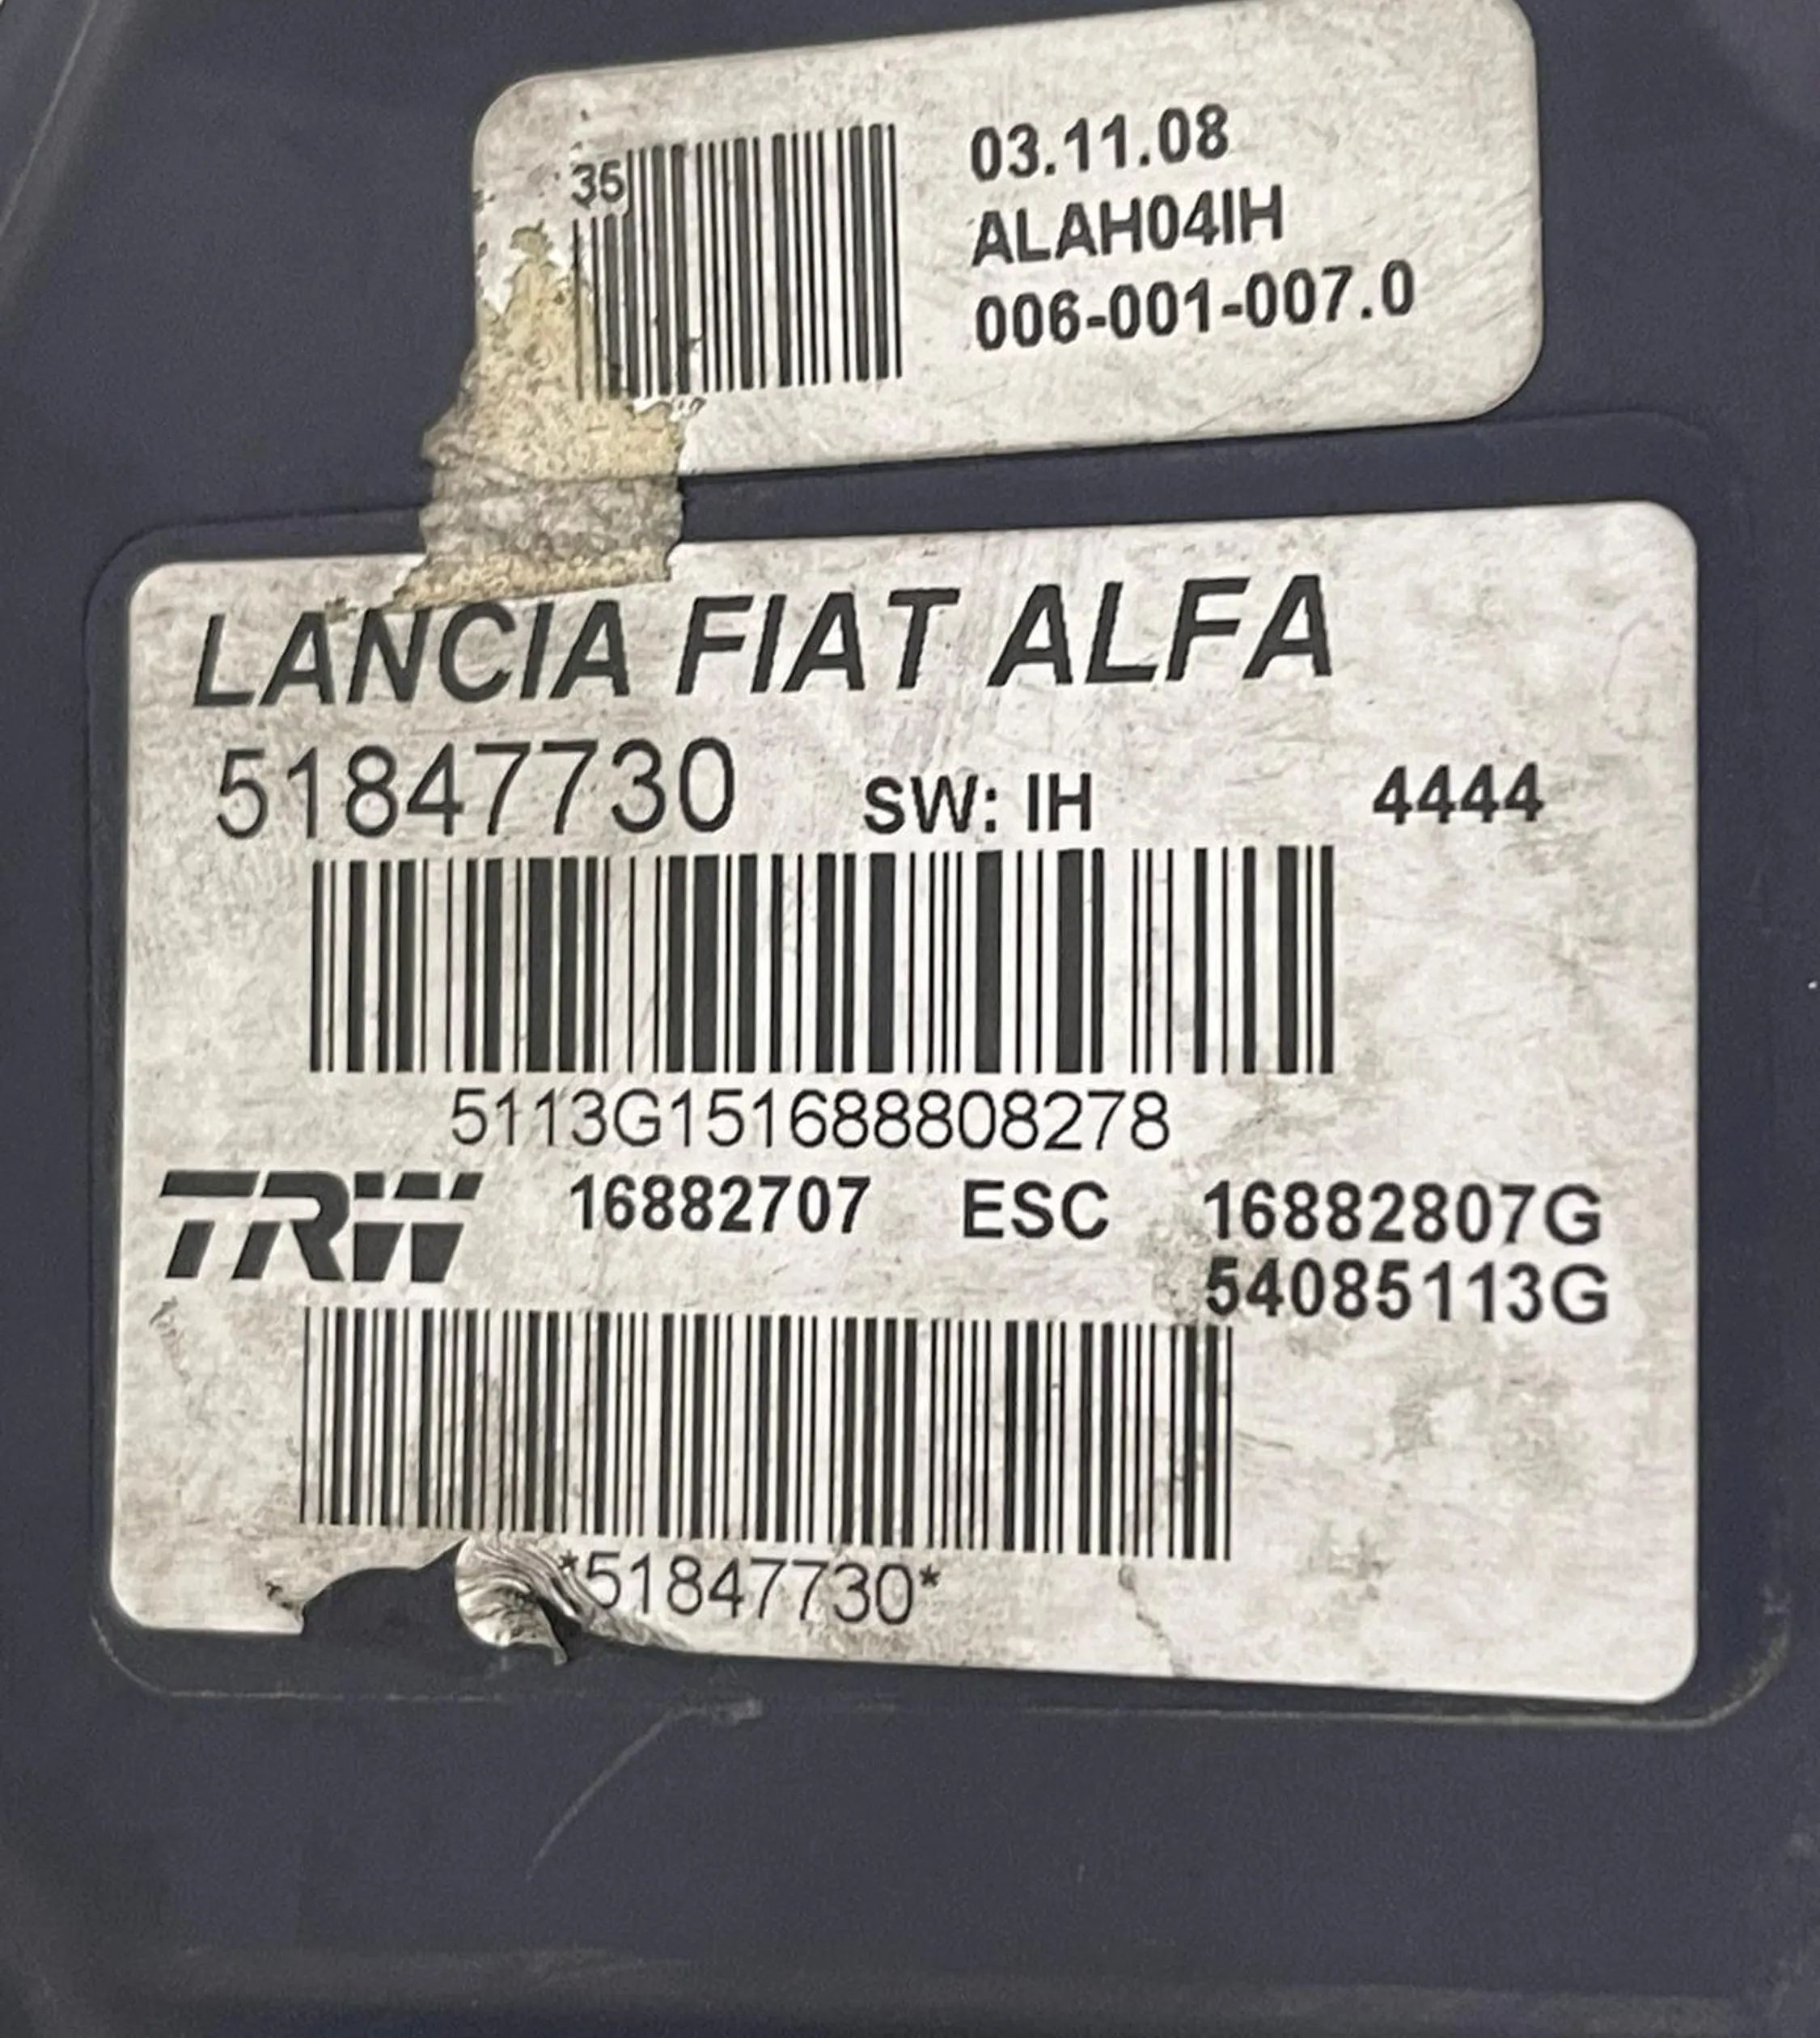 35
03.11.08
ALAH04IH
006-001-007.0
LANCIA FIAT ALFA
51847730 SW: IH 4444
5113G151688808278
TRW 16882707 ESC 16882807G
54085113G
*51847730*